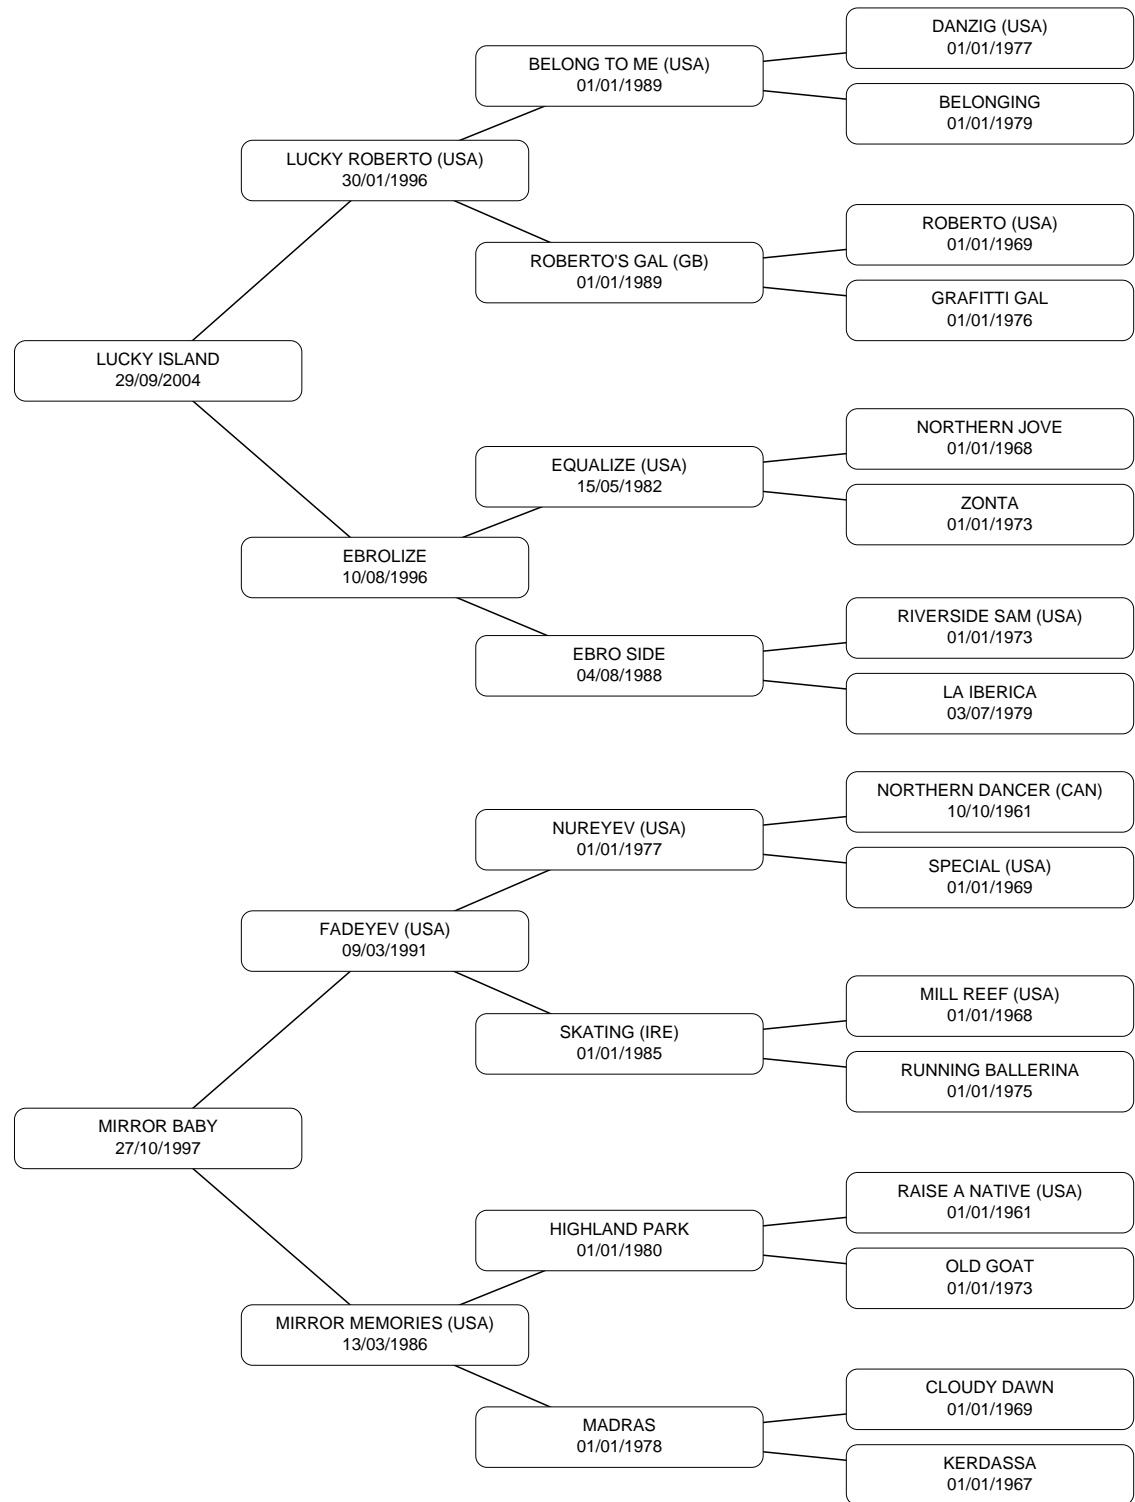 DANZIG (USA)
01/01/1977
BELONG TO ME (USA)
01/01/1989
BELONGING
01/01/1979
LUCKY ROBERTO (USA)
30/01/1996
ROBERTO (USA)
01/01/1969
ROBERTO'S GAL (GB)
01/01/1989
GRAFITTI GAL
01/01/1976
LUCKY ISLAND
29/09/2004
NORTHERN JOVE
01/01/1968
EQUALIZE (USA)
15/05/1982
ZONTA
01/01/1973
EBROLIZE
10/08/1996
RIVERSIDE SAM (USA)
01/01/1973
EBRO SIDE
04/08/1988
LA IBERICA
03/07/1979
NORTHERN DANCER (CAN)
10/10/1961
NUREYEV (USA)
01/01/1977
SPECIAL (USA)
01/01/1969
FADEYEV (USA)
09/03/1991
MILL REEF (USA)
01/01/1968
SKATING (IRE)
01/01/1985
RUNNING BALLERINA
01/01/1975
MIRROR BABY
27/10/1997
RAISE A NATIVE (USA)
01/01/1961
HIGHLAND PARK
01/01/1980
OLD GOAT
01/01/1973
MIRROR MEMORIES (USA)
13/03/1986
CLOUDY DAWN
01/01/1969
MADRAS
01/01/1978
KERDASSA
01/01/1967